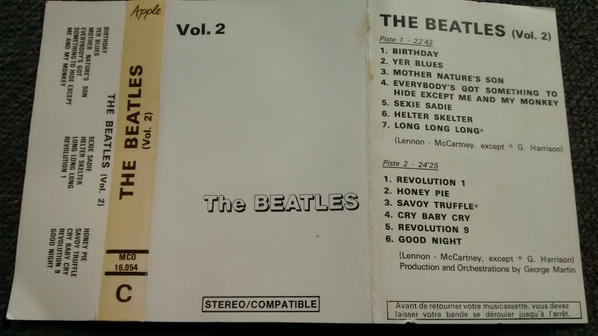 BIRTHDAY
YER BLUES
MOTHER NATURE'S SON
EVERYBODY'S GOT
SOMETHING TO HIDE EXCEPT
ME AND MY MONKEY
SEXIE SADIE
HELTER SKELTER
LONG LONG LONG
REVOLUTION 1
HONEY PIE
SAVOY TRUFFLE
CRY BABY CRY
REVOLUTION 9
GOOD NIGHT
THE BEATLES (Vol. 2)
Apple
THE BEATLES
(Vol. 2)
MCO
16.054
C
Vol. 2
The BEATLES
STEREO/COMPATIBLE
THE BEATLES (Vol. 2)
Piste 1 - 22'42
1. BIRTHDAY
2. YER BLUES
3. MOTHER NATURE'S SON
4. EVERYBODY'S GOT SOMETHING TO
HIDE EXCEPT ME AND MY MONKEY
5. SEXIE SADIE
6. HELTER SKELTER
7. LONG LONG LONG*
(Lennon - McCartney, except * G. Harrison)
Piste 2 - 24'25
1. REVOLUTION 1
2. HONEY PIE
3. SAVOY TRUFFLE*
4. CRY BABY CRY
5. REVOLUTION 9
6. GOOD NIGHT
(Lennon - McCartney, except * G. Harrison)
Production and Orchestrations by George Martin
Avant de retourner votre musicassette, vous devez
laisser votre bande se dérouler jusqu'à l'arrêt.